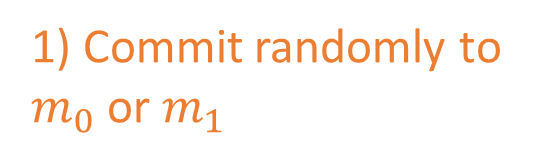 1) Commit randomly to
𝑚₀ or 𝑚₁